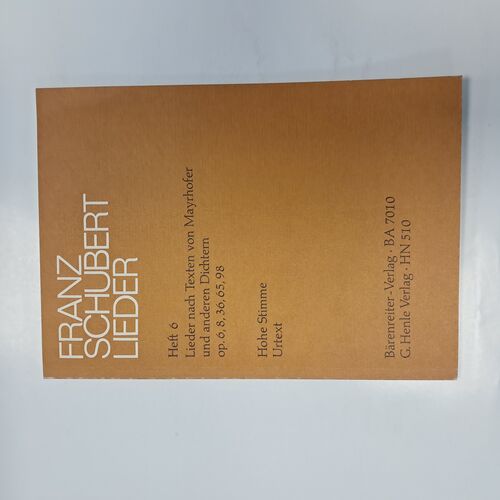 FRANZ
SCHUBERT
LIEDER
Heft 6
Lieder nach Texten von Mayrhofer
und anderen Dichtern
op. 6, 8, 36, 65, 98
Hohe Stimme
Urtext
Bärenreiter-Verlag · BA 7010
G. Henle Verlag · HN 510